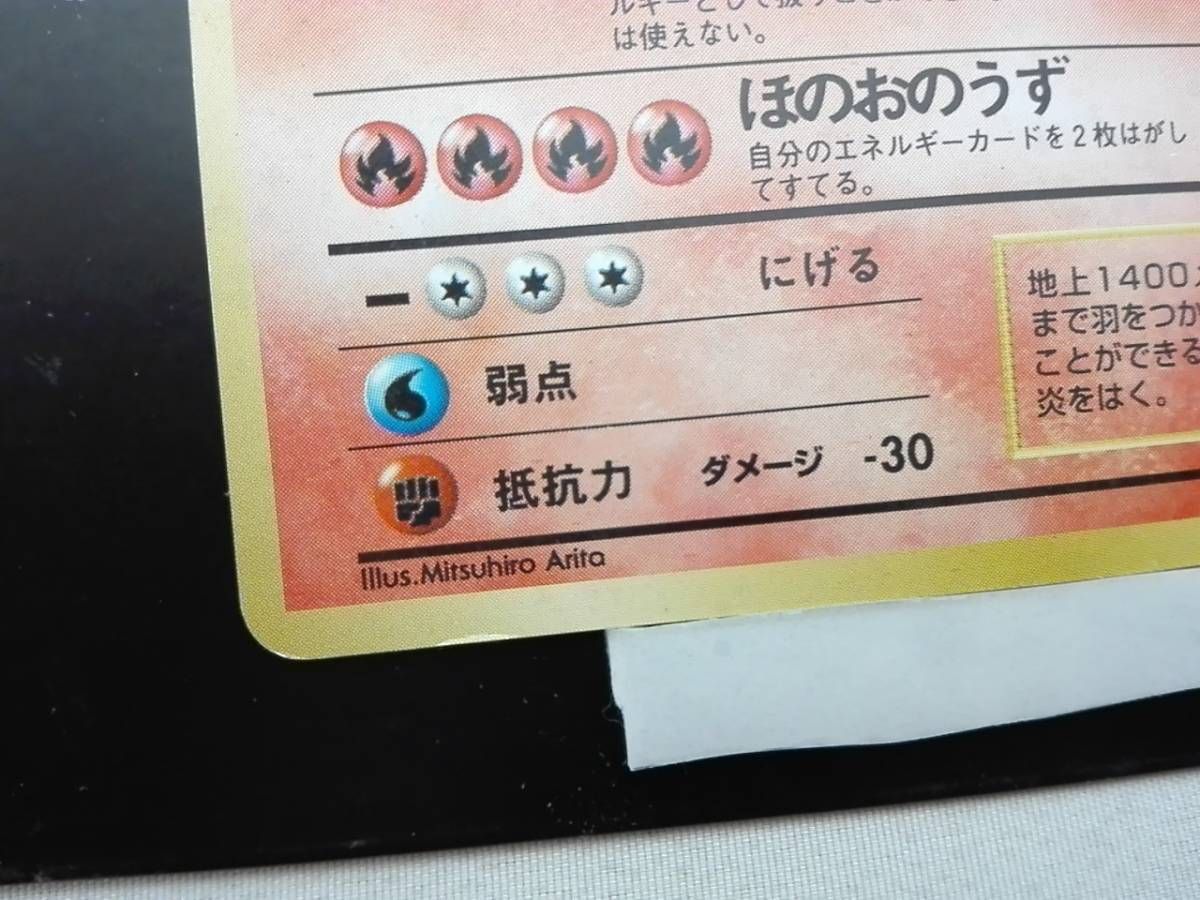 は使えない。
ほのおのうず
自分のエネルギーカードを2枚はがし
てすてる。
にげる
弱点
抵抗力 ダメージ -30
地上1400
まで羽をつか
ことができる
炎をはく。
Illus.Mitsuhiro Arita